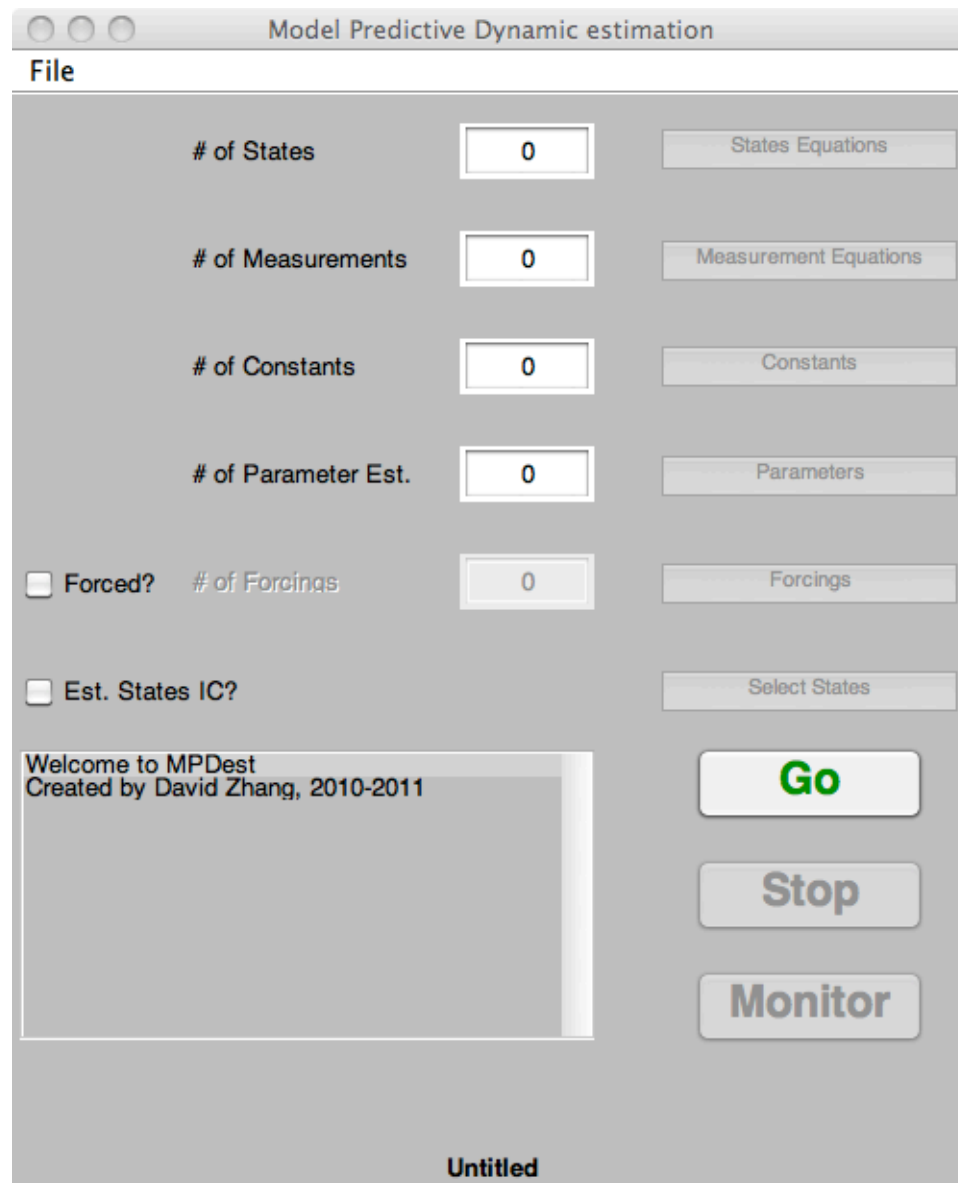 Model Predictive Dynamic estimation
File
# of States 0 States Equations
# of Measurements 0 Measurement Equations
# of Constants 0 Constants
# of Parameter Est. 0 Parameters
Forced? # of Forcings 0 Forcings
Est. States IC? Select States
Welcome to MPDest
Created by David Zhang, 2010-2011
Go
Stop
Monitor
Untitled